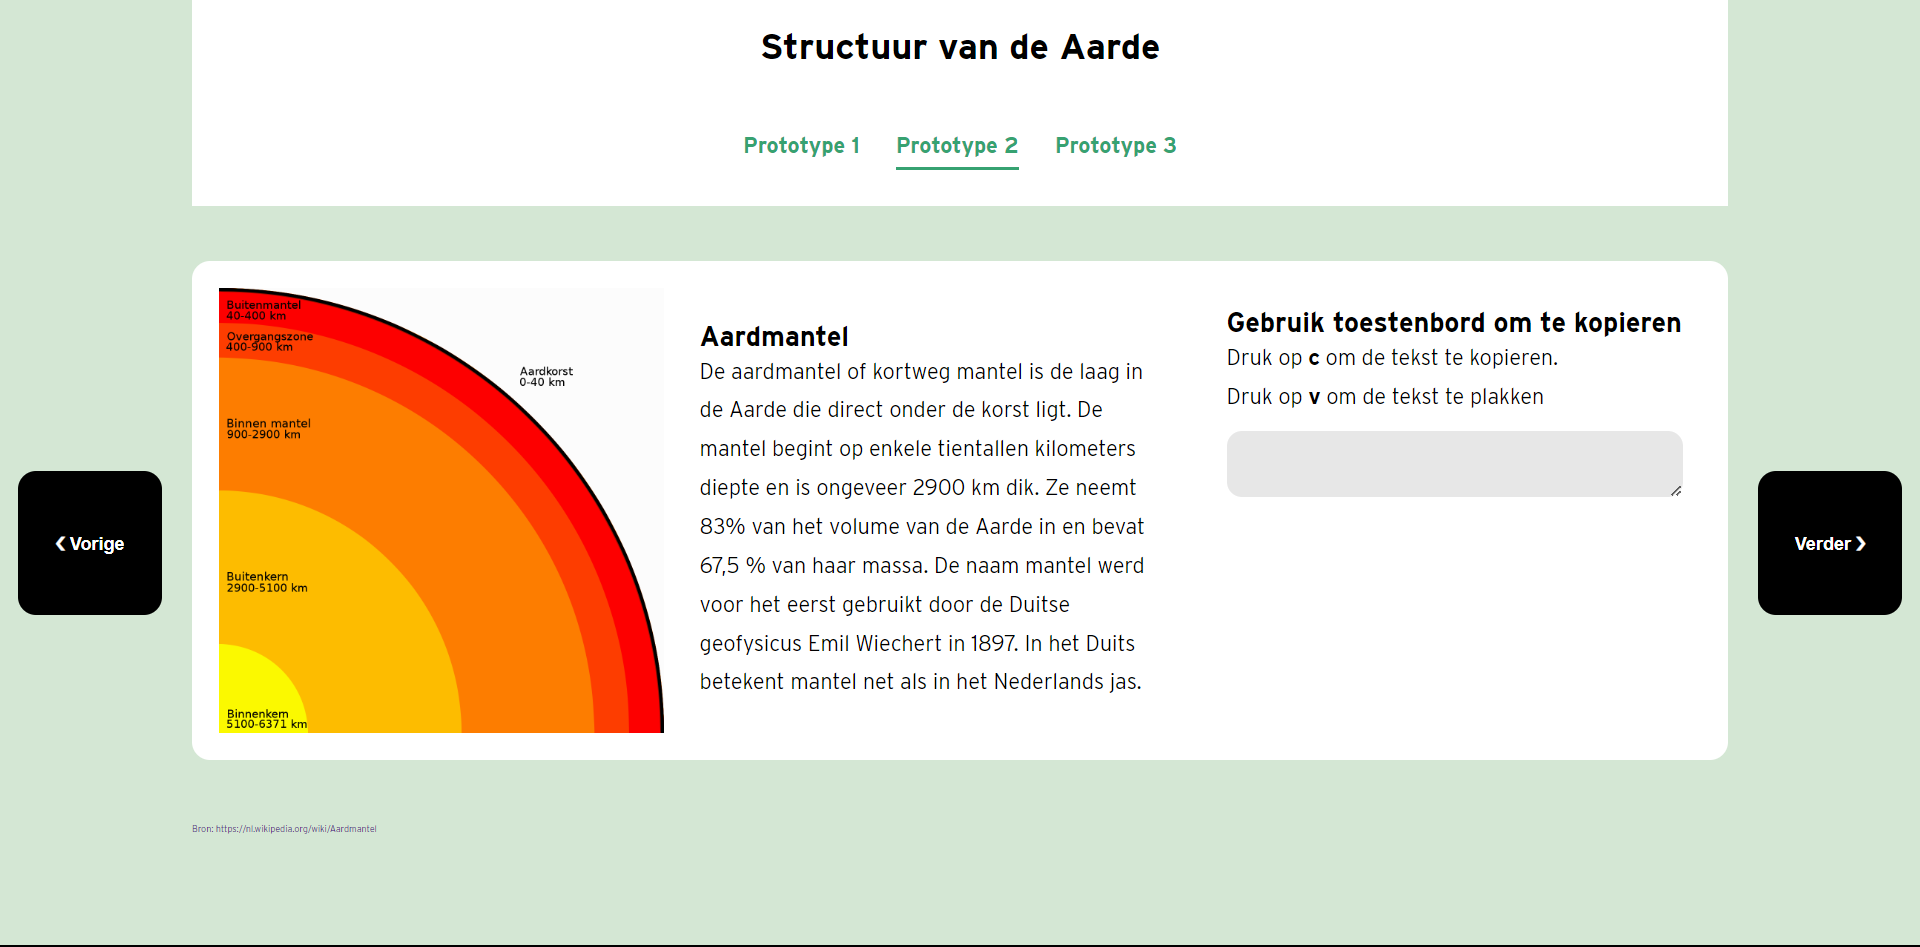 Structuur van de Aarde
Prototype 1 Prototype 2 Prototype 3
Buitenmantel
40-400 km
Overgangszone
400-900 km
Aardkorst
0-40 km
Binnen mantel
900-2900 km
Buitenkern
2900-5100 km
Binnenkern
5100-6371 km
Aardmantel
De aardmantel of kortweg mantel is de laag in
de Aarde die direct onder de korst ligt. De
mantel begint op enkele tientallen kilometers
diepte en is ongeveer 2900 km dik. Ze neemt
83% van het volume van de Aarde in en bevat
67,5 % van haar massa. De naam mantel werd
voor het eerst gebruikt door de Duitse
geofysicus Emil Wiechert in 1897. In het Duits
betekent mantel net als in het Nederlands jas.
Gebruik toestenbord om te kopieren
Druk op c om de tekst te kopieren.
Druk op v om de tekst te plakken
❮ Vorige
Verder ❯
Bron: https://nl.wikipedia.org/wiki/Aardmantel